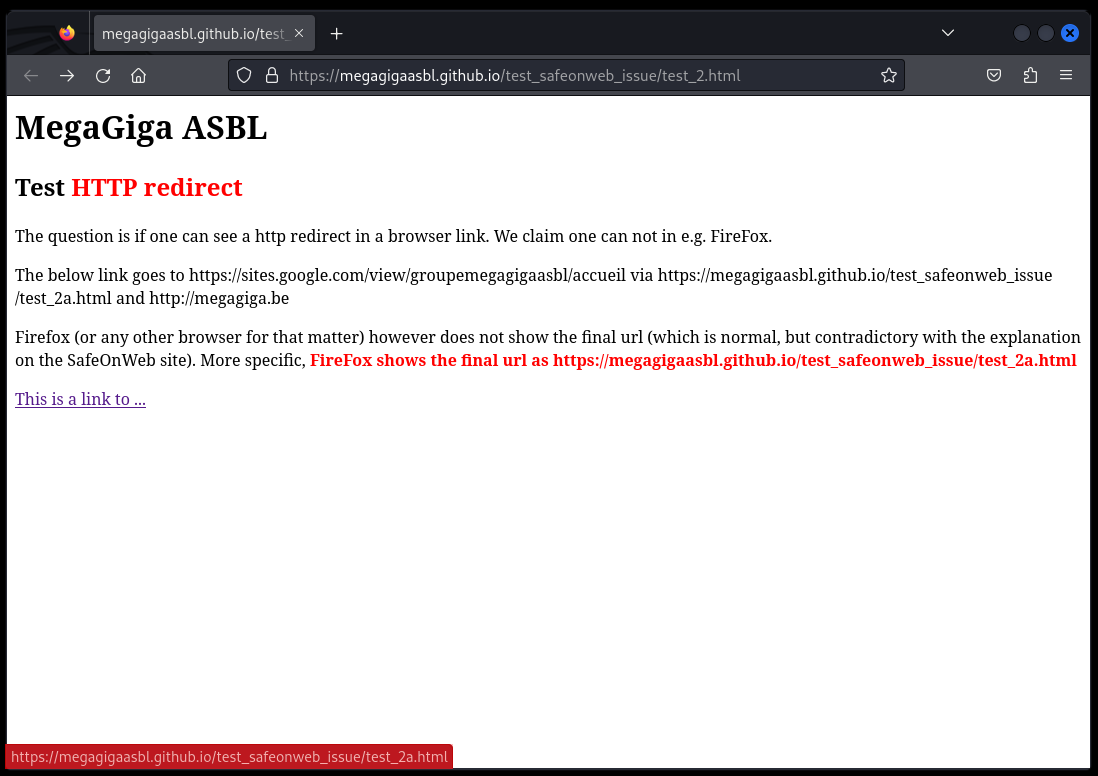 megagigaasbl.github.io/test_
https://megagigaasbl.github.io/test_safeonweb_issue/test_2.html
MegaGiga ASBL
Test HTTP redirect
The question is if one can see a http redirect in a browser link. We claim one can not in e.g. FireFox.
The below link goes to https://sites.google.com/view/groupemegagigaasbl/accueil via https://megagigaasbl.github.io/test_safeonweb_issue
/test_2a.html and http://megagiga.be
Firefox (or any other browser for that matter) however does not show the final url (which is normal, but contradictory with the explanation
on the SafeOnWeb site). More specific, FireFox shows the final url as https://megagigaasbl.github.io/test_safeonweb_issue/test_2a.html
This is a link to ...
https://megagigaasbl.github.io/test_safeonweb_issue/test_2a.html